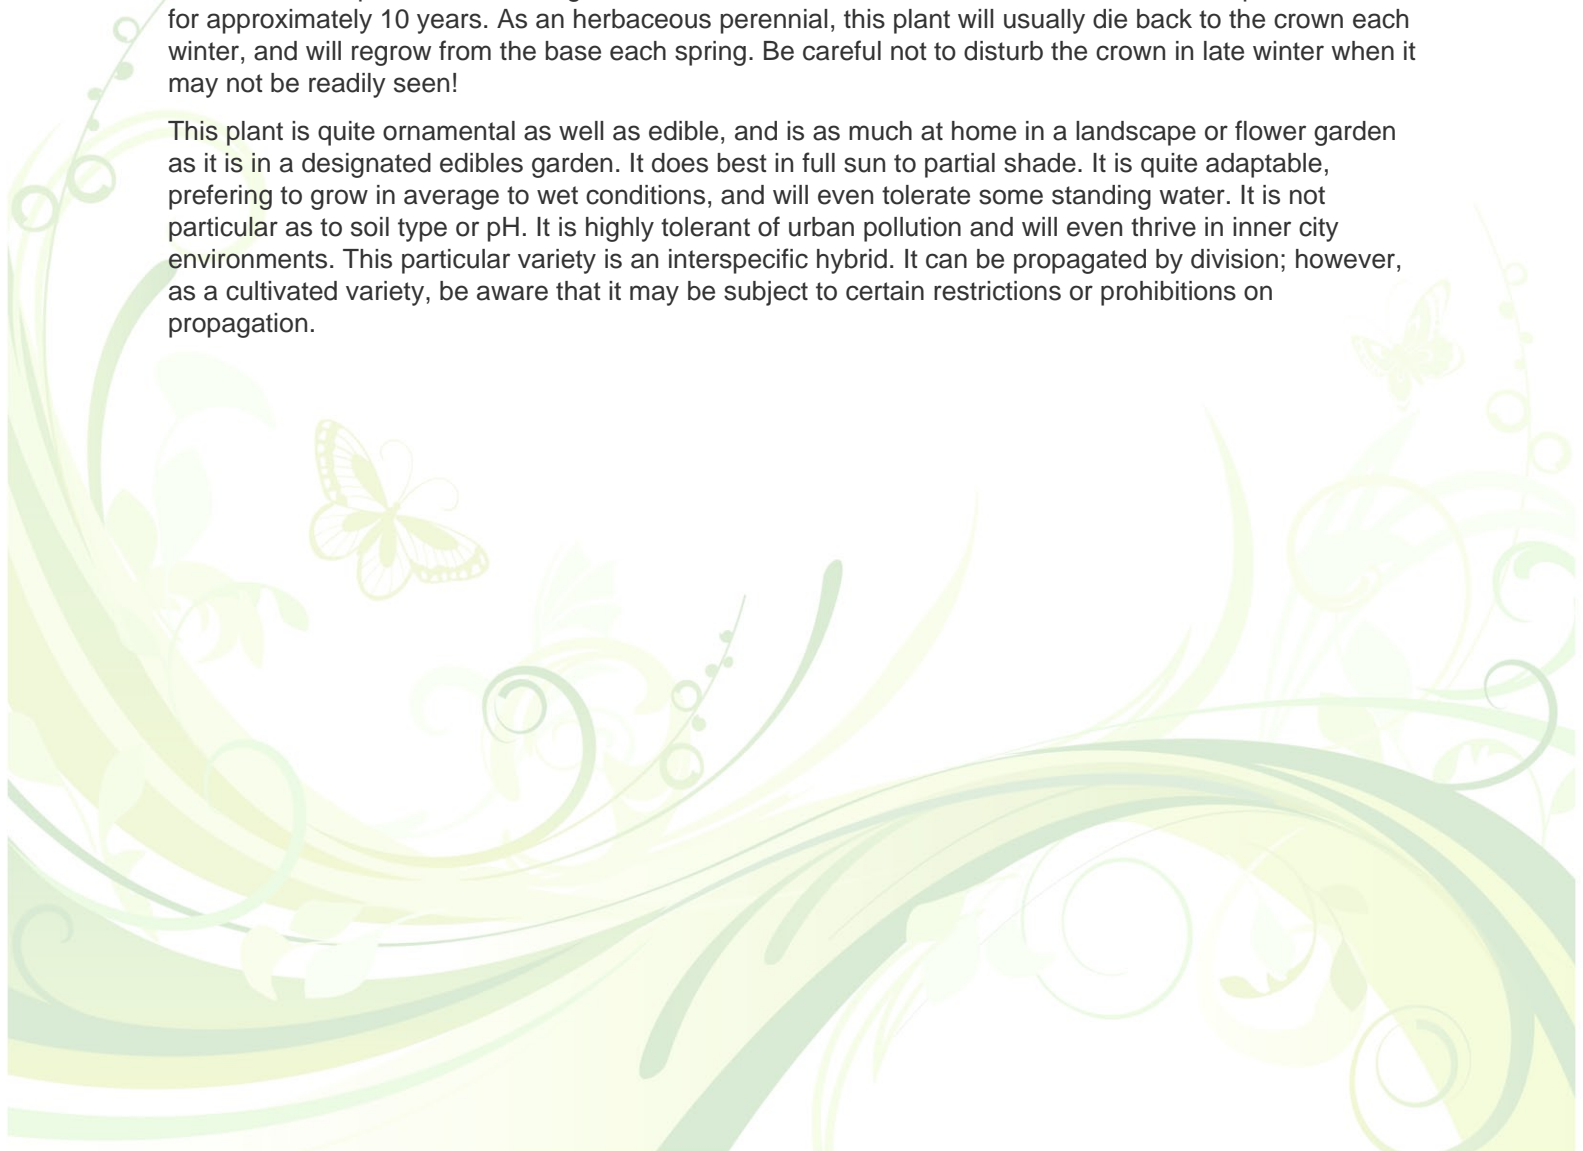 for approximately 10 years. As an herbaceous perennial, this plant will usually die back to the crown each
winter, and will regrow from the base each spring. Be careful not to disturb the crown in late winter when it
may not be readily seen!
This plant is quite ornamental as well as edible, and is as much at home in a landscape or flower garden
as it is in a designated edibles garden. It does best in full sun to partial shade. It is quite adaptable,
prefering to grow in average to wet conditions, and will even tolerate some standing water. It is not
particular as to soil type or pH. It is highly tolerant of urban pollution and will even thrive in inner city
environments. This particular variety is an interspecific hybrid. It can be propagated by division; however,
as a cultivated variety, be aware that it may be subject to certain restrictions or prohibitions on
propagation.